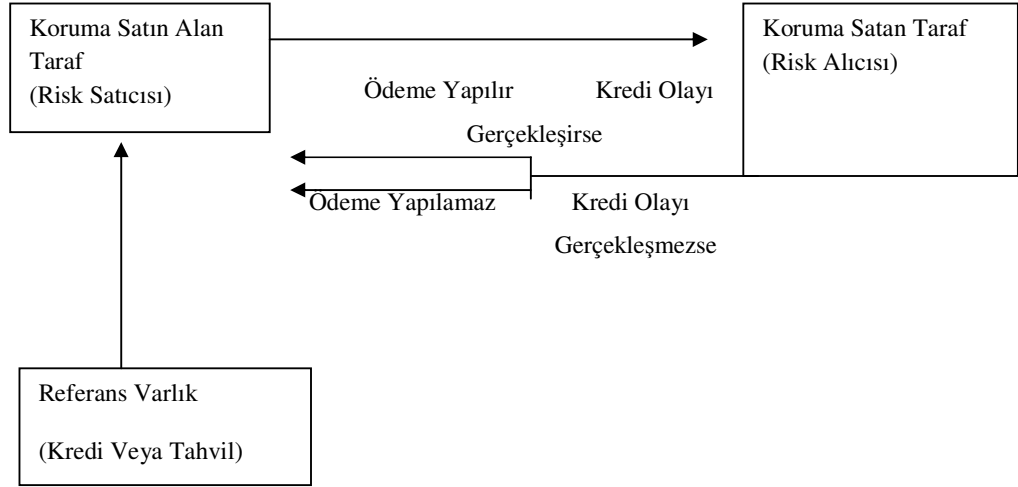 Koruma Satın Alan
Taraf
(Risk Satıcısı)
Koruma Satan Taraf
(Risk Alıcısı)
Ödeme Yapılır Kredi Olayı
Gerçekleşirse
Ödeme Yapılamaz Kredi Olayı
Gerçekleşmezse
Referans Varlık
(Kredi Veya Tahvil)